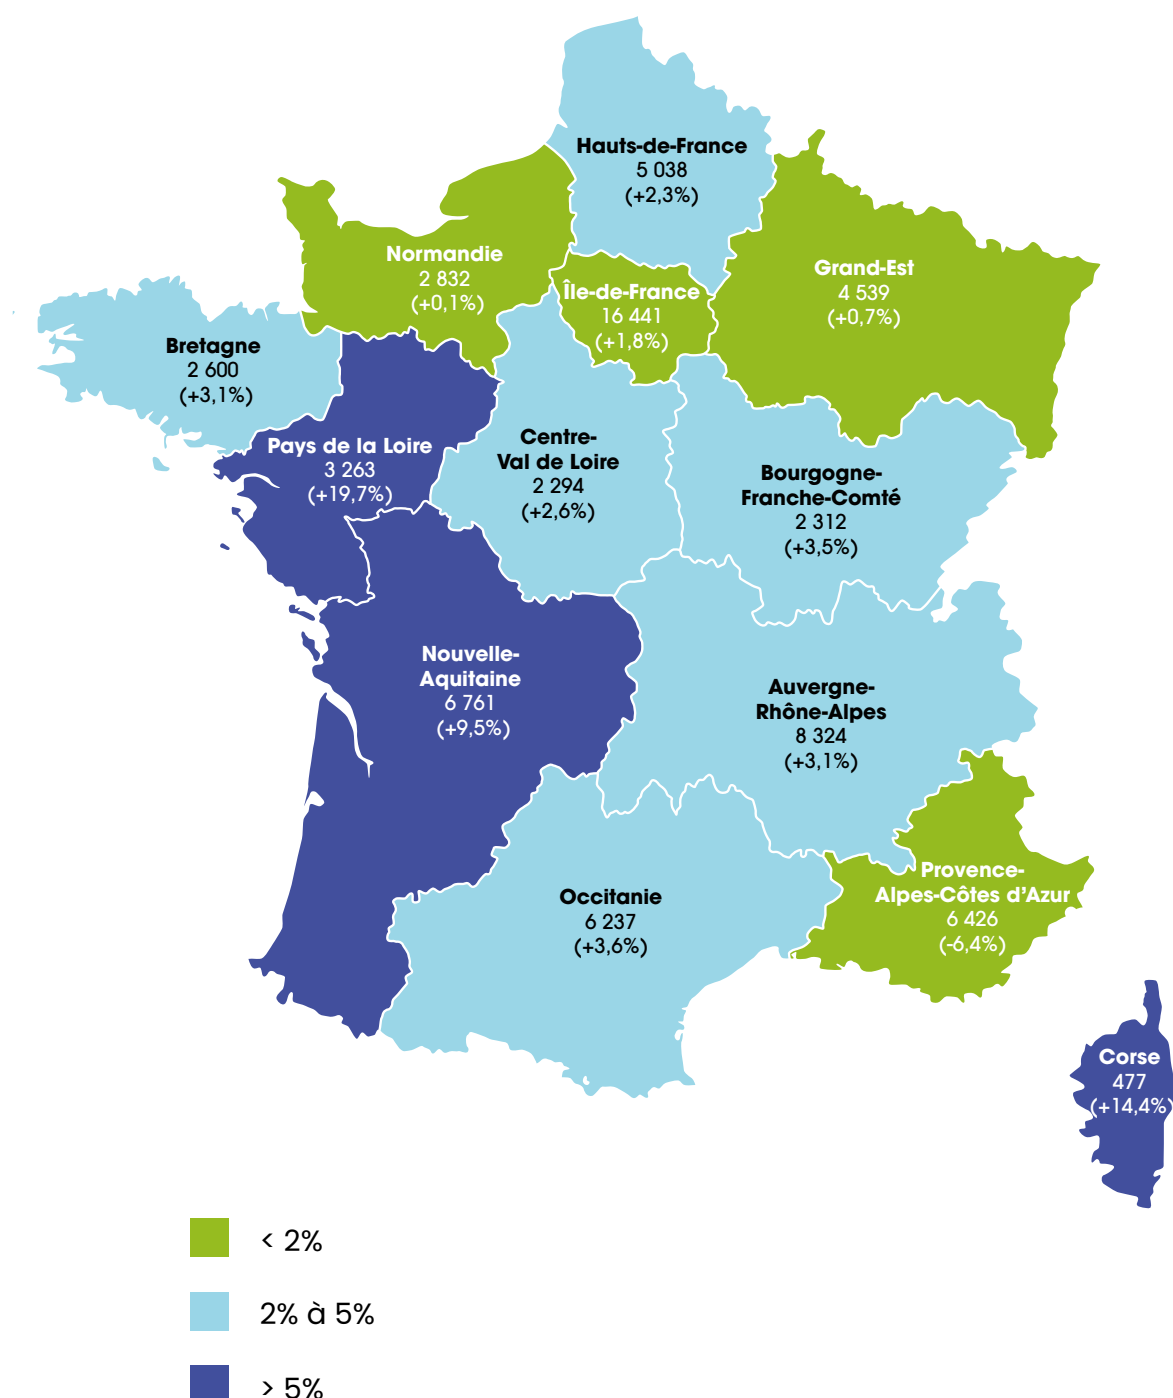 Hauts-de-France
5 038
(+2,3%)
Normandie
2 832
(+0,1%)
Île-de-France
16 441
(+1,8%)
Grand-Est
4 539
(+0,7%)
Bretagne
2 600
(+3,1%)
Pays de la Loire
3 263
(+19,7%)
Centre-
Val de Loire
2 294
(+2,6%)
Bourgogne-
Franche-Comté
2 312
(+3,5%)
Nouvelle-
Aquitaine
6 761
(+9,5%)
Auvergne-
Rhône-Alpes
8 324
(+3,1%)
Occitanie
6 237
(+3,6%)
Provence-
Alpes-Côtes d'Azur
6 426
(-6,4%)
Corse
477
(+14,4%)
< 2%
2% à 5%
> 5%